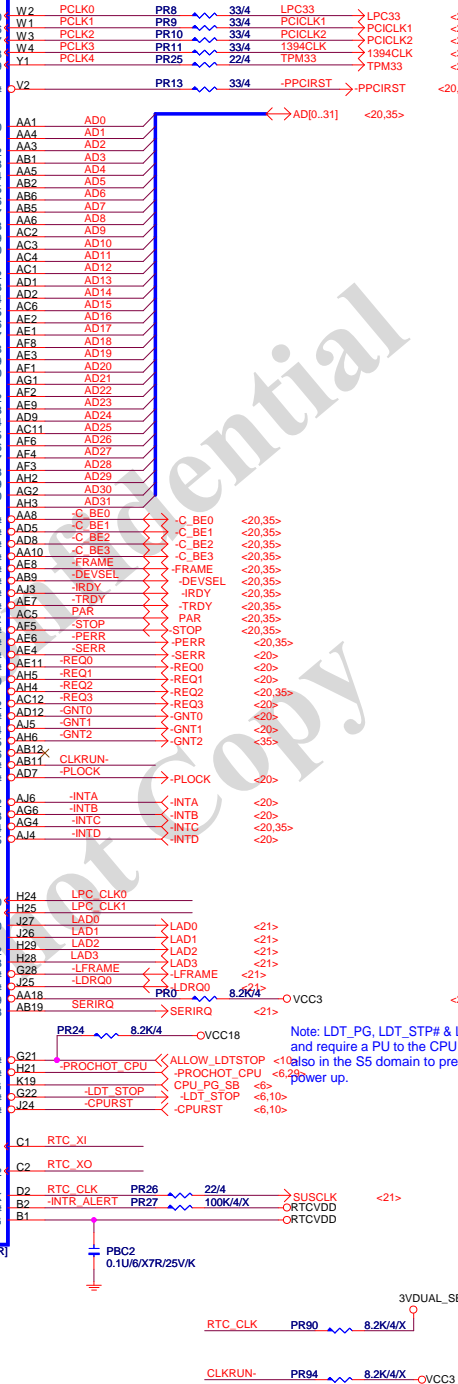 W2 PCLK0 PR8 33/4 LPC33 LPC33
W1 PCLK1 PR9 33/4 PCICLK1 PCICLK1
W3 PCLK2 PR10 33/4 PCICLK2 PCICLK2
W4 PCLK3 PR11 33/4 1394CLK 1394CLK
Y1 PCLK4 PR25 22/4 TPM33 TPM33
V2 PR13 33/4 -PPCIRST -PPCIRST <20,
AD[0..31] <20,35>
AA1 AD0
AA4 AD1
AA3 AD2
AB1 AD3
AA5 AD4
AB2 AD5
AB6 AD6
AB5 AD7
AA6 AD8
AC2 AD9
AC3 AD10
AC4 AD11
AC1 AD12
AD1 AD13
AD2 AD14
AC6 AD15
AE2 AD16
AE1 AD17
AF8 AD18
AE3 AD19
AF1 AD20
AG1 AD21
AF2 AD22
AE9 AD23
AD9 AD24
AC11 AD25
AF6 AD26
AF4 AD27
AF3 AD28
AH2 AD29
AG2 AD30
AH3 AD31
AA8 -C_BE0 -C_BE0 <20,35>
AD5 -C_BE1 -C_BE1 <20,35>
AD8 -C_BE2 -C_BE2 <20,35>
AA10 -C_BE3 -C_BE3 <20,35>
AE8 -FRAME -FRAME <20,35>
AB9 -DEVSEL -DEVSEL <20,35>
AJ3 -IRDY -IRDY <20,35>
AE7 -TRDY -TRDY <20,35>
AC5 PAR PAR <20,35>
AF5 -STOP -STOP <20,35>
AE6 -PERR -PERR <20,35>
AE4 -SERR -SERR <20>
AE11 -REQ0 -REQ0 <20>
AH5 -REQ1 -REQ1 <20>
AH4 -REQ2 -REQ2 <20,35>
AC12 -REQ3 -REQ3 <20>
AD12 -GNT0 -GNT0 <20>
AJ5 -GNT1 -GNT1 <20>
AH6 -GNT2 -GNT2 <35>
AB12
AB11 CLKRUN-
AD7 -PLOCK -PLOCK <20>
AJ6 -INTA -INTA <20>
AG6 -INTB -INTB <20>
AG4 -INTC -INTC <20,35>
AJ4 -INTD -INTD <20>
H24 LPC_CLK0
H25 LPC_CLK1
J27 LAD0 LAD0 <21>
J26 LAD1 LAD1 <21>
H29 LAD2 LAD2 <21>
H28 LAD3 LAD3 <21>
G28 -LFRAME -LFRAME <21>
J25 -LDRQ0 -LDRQ0 <21>
AA18 PR0 8.2K/4 VCC3
AB19 SERIRQ SERIRQ <21>
PR24 8.2K/4 VCC18
Note: LDT_PG, LDT_STP# & L
and require a PU to the CPU
also in the S5 domain to pre
power up.
G21 ALLOW_LDTSTOP <10
H21 -PROCHOT_CPU -PROCHOT_CPU <6,29>
K19 CPU_PG_SB <6>
G22 -LDT_STOP -LDT_STOP <6,10>
J24 -CPURST -CPURST <6,10>
C1 RTC_XI
C2 RTC_XO
D2 RTC_CLK PR26 22/4 SUSCLK <21>
B2 -INTR_ALERT PR27 100K/4/X RTCVDD
B1 RTCVDD
PBC2
0.1U/6/X7R/25V/K
3VDUAL_SB
RTC_CLK PR90 8.2K/4/X
CLKRUN- PR94 8.2K/4/X VCC3
nfidential
not Copy